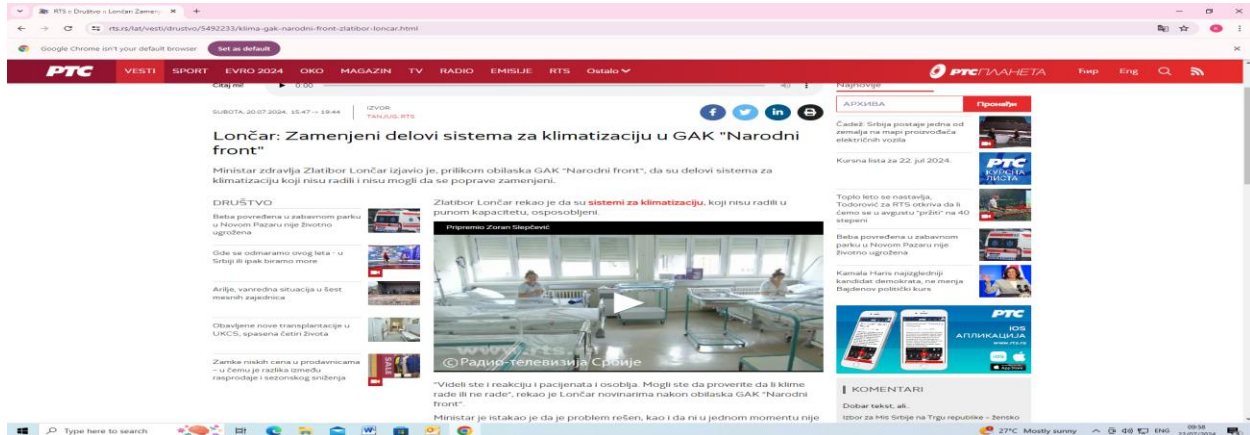 RTS :: Društvo :: Lončar: Zamenj
rts.rs/lat/vesti/drustvo/5492233/klima-gak-narodni-front-zlatibor-loncar.html
Google Chrome isn't your default browser
Set as default
РТС
VESTI SPORT EVRO 2024 OKO MAGAZIN TV RADIO EMISIJE RTS Ostalo
РТС ПЛАНЕТА
Ћир Eng
Čitaj mi!
0:00
SUBOTA, 20.07.2024, 15:47 -> 19:44
IZVOR:
TANJUG, RTS
Lončar: Zamenjeni delovi sistema za klimatizaciju u GAK "Narodni
front"
Ministar zdravlja Zlatibor Lončar izjavio je, prilikom obilaska GAK "Narodni front", da su delovi sistema za
klimatizaciju koji nisu radili i nisu mogli da se poprave zamenjeni.
DRUŠTVO
Beba povređena u zabavnom parku
u Novom Pazaru nije životno
ugrožena
Gde se odmaramo ovog leta - u
Srbiji ili ipak biramo more
Arilje, vanredna situacija u šest
mesnih zajednica
Obavljene nove transplantacije u
UKCS, spasena četiri života
Zamke niskih cena u prodavnicama
– u čemu je razlika između
rasprodaje i sezonskog sniženja
SALE
Zlatibor Lončar rekao je da su sistemi za klimatizaciju, koji nisu radili u
punom kapacitetu, osposobljeni.
Pripremio Zoran Slepčević
www.rts.rs
© Радио-телевизија Србије
"Videli ste i reakciju i pacijenata i osoblja. Mogli ste da proverite da li klime
rade ili ne rade", rekao je Lončar novinarima nakon obilaska GAK "Narodni
front".
Ministar je istakao je da je problem rešen, kao i da ni u jednom momentu nije
Najnovije
АРХИВА
Пронађи
Čadež: Srbija postaje jedna od
zemalja na mapi proizvođača
električnih vozila
Kursna lista za 22. jul 2024.
РТС
КУРСНА
ЛИСТА
Toplo leto se nastavlja,
Todorović za RTS otkriva da li
ćemo se u avgustu "pržiti" na 40
stepeni
Beba povređena u zabavnom
parku u Novom Pazaru nije
životno ugrožena
Kamala Haris najizgledniji
kandidat demokrata, ne menja
Bajdenov politički kurs
РТС
iOS
АПЛИКАЦИЈА
www.rts.rs
App Store
KOMENTARI
Dobar tekst, ali..
Izbor za Mis Srbije na Trgu republike – žensko
Type here to search
27°C Mostly sunny
ENG
09:38
22/07/2024